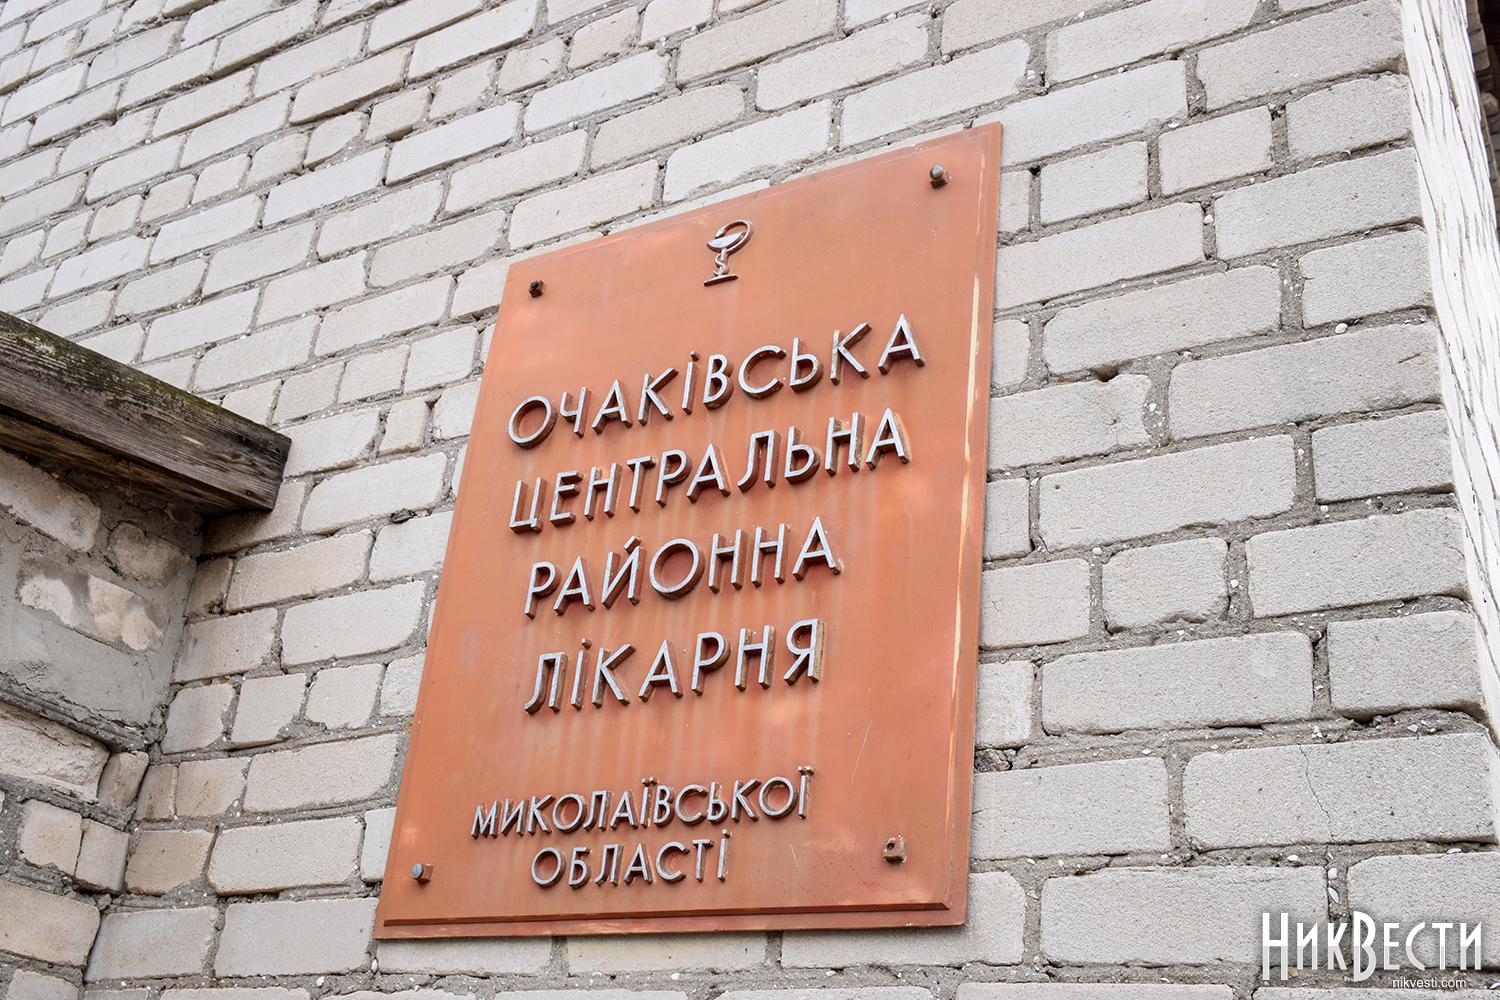 ОЧАКІВСЬКА
ЦЕНТРАЛЬНА
РАЙОННА
ЛІКАРНЯ
МИКОЛАЇВСЬКОЇ
ОБЛАСТІ
НИКВЕСТИ
nikvesti.com